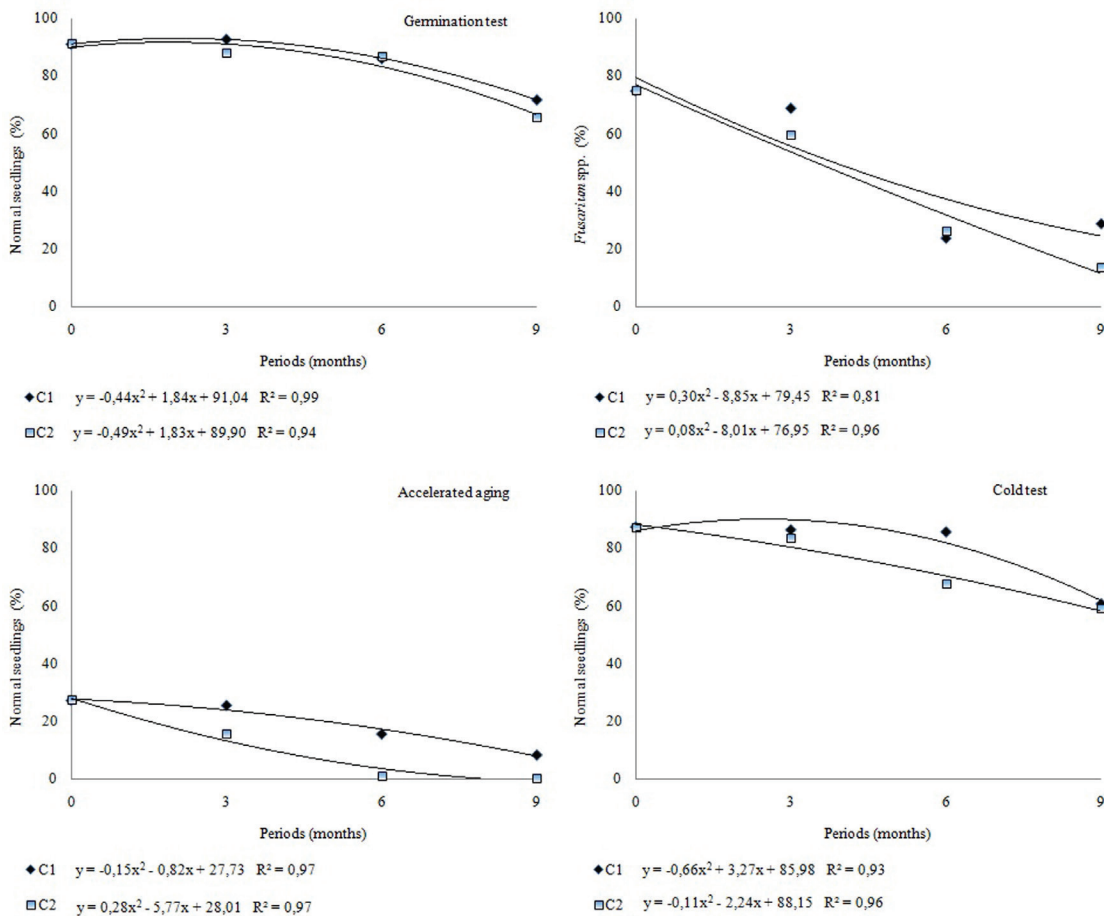 Germination test
Normal seedlings (%)
100
80
60
40
20
0
0 3 6 9
Periods (months)
C1 y = -0,44x² + 1,84x + 91,04 R² = 0,99
C2 y = -0,49x² + 1,83x + 89,90 R² = 0,94
Fusarium spp. (%)
100
80
60
40
20
0
0 3 6 9
Periods (months)
C1 y = 0,30x² - 8,85x + 79,45 R² = 0,81
C2 y = 0,08x² - 8,01x + 76,95 R² = 0,96
Accelerated aging
Normal seedlings (%)
100
80
60
40
20
0
0 3 6 9
Periods (months)
C1 y = -0,15x² - 0,82x + 27,73 R² = 0,97
C2 y = 0,28x² - 5,77x + 28,01 R² = 0,97
Cold test
Normal seedlings (%)
100
80
60
40
20
0
0 3 6 9
Periods (months)
C1 y = -0,66x² + 3,27x + 85,98 R² = 0,93
C2 y = -0,11x² - 2,24x + 88,15 R² = 0,96